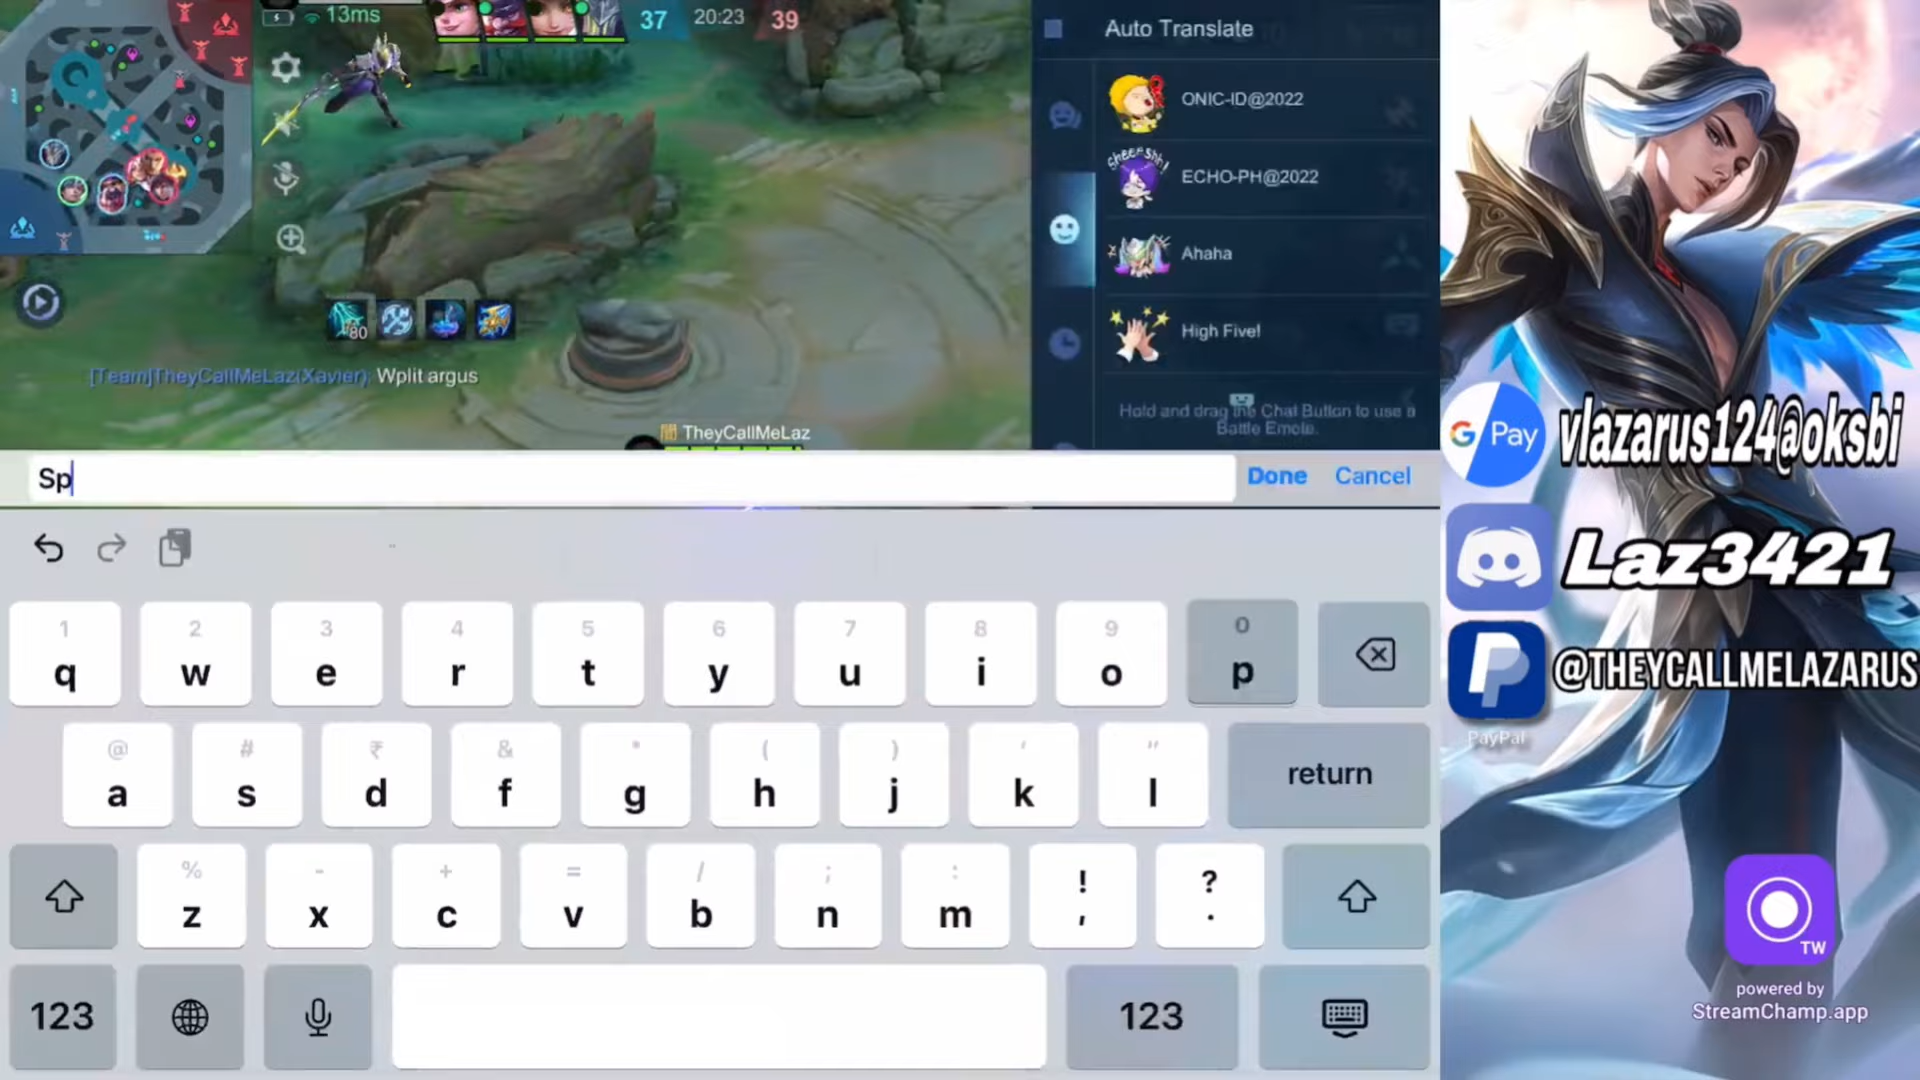 13ms
37 20:23 39
Auto Translate
ONIC-ID@2022
sheeeshh!
ECHO-PH@2022
Ahaha
High Five!
Hold and drag the Chat Button to use a
Battle Emote.
80
[Team]TheyCallMeLaz(Xavier): Wplit argus
TheyCallMeLaz
Sp
Done Cancel
1 2 3 4 5 6 7 8 9 0
q w e r t y u i o p
@ # ₹ & * ( ) ' "
a s d f g h j k l return
% - + = / ; : ! ?
z x c v b n m , .
123 123
G Pay vlazarus124@oksbi
Laz3421
@THEYCALLMELAZARUS
PayPal
TW
powered by
StreamChamp.app